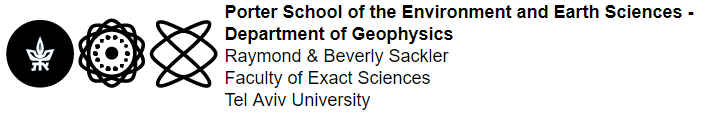 Porter School of the Environment and Earth Sciences -
Department of Geophysics
Raymond & Beverly Sackler
Faculty of Exact Sciences
Tel Aviv University